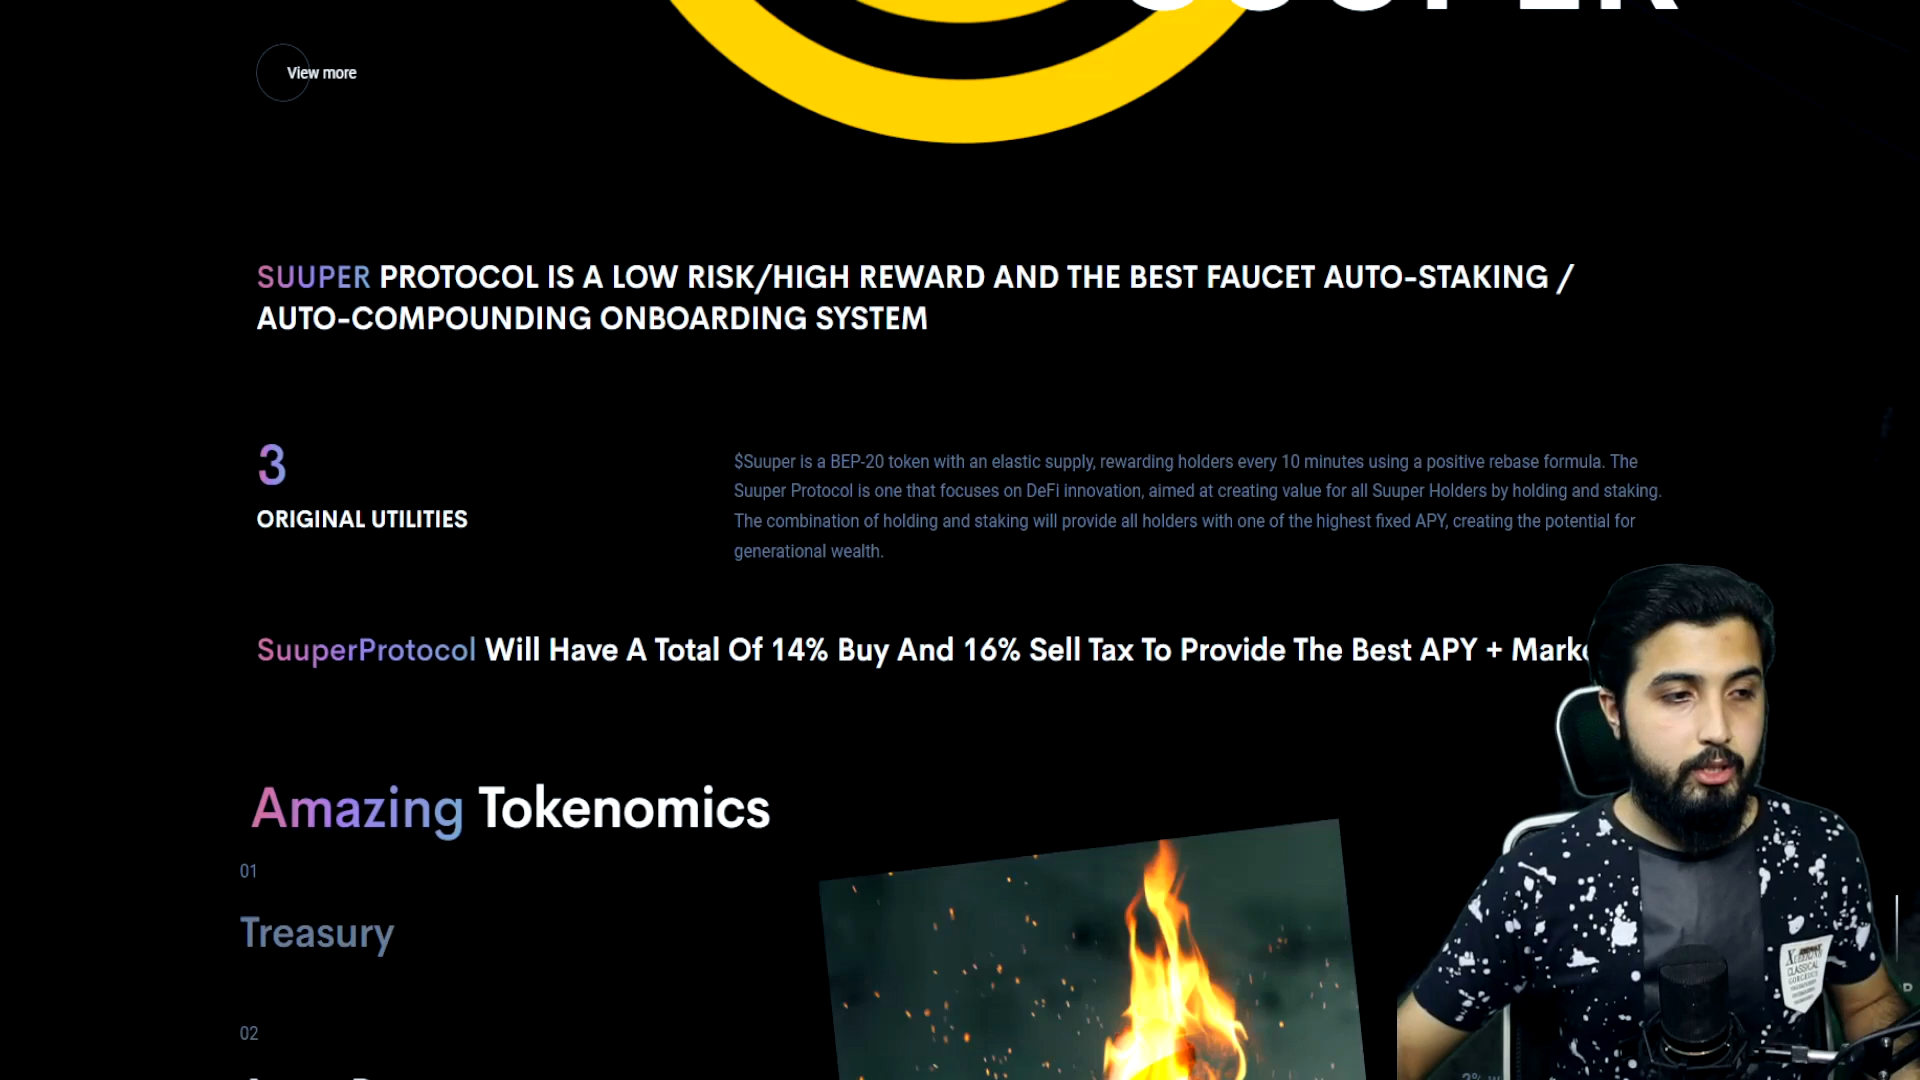 SUUPER
View more
SUUPER PROTOCOL IS A LOW RISK/HIGH REWARD AND THE BEST FAUCET AUTO-STAKING /
AUTO-COMPOUNDING ONBOARDING SYSTEM
3
ORIGINAL UTILITIES
$Suuper is a BEP-20 token with an elastic supply, rewarding holders every 10 minutes using a positive rebase formula. The
Suuper Protocol is one that focuses on DeFi innovation, aimed at creating value for all Suuper Holders by holding and staking.
The combination of holding and staking will provide all holders with one of the highest fixed APY, creating the potential for
generational wealth.
SuuperProtocol Will Have A Total Of 14% Buy And 16% Sell Tax To Provide The Best APY +
Amazing Tokenomics
01
Treasury
02
CLASSICAL